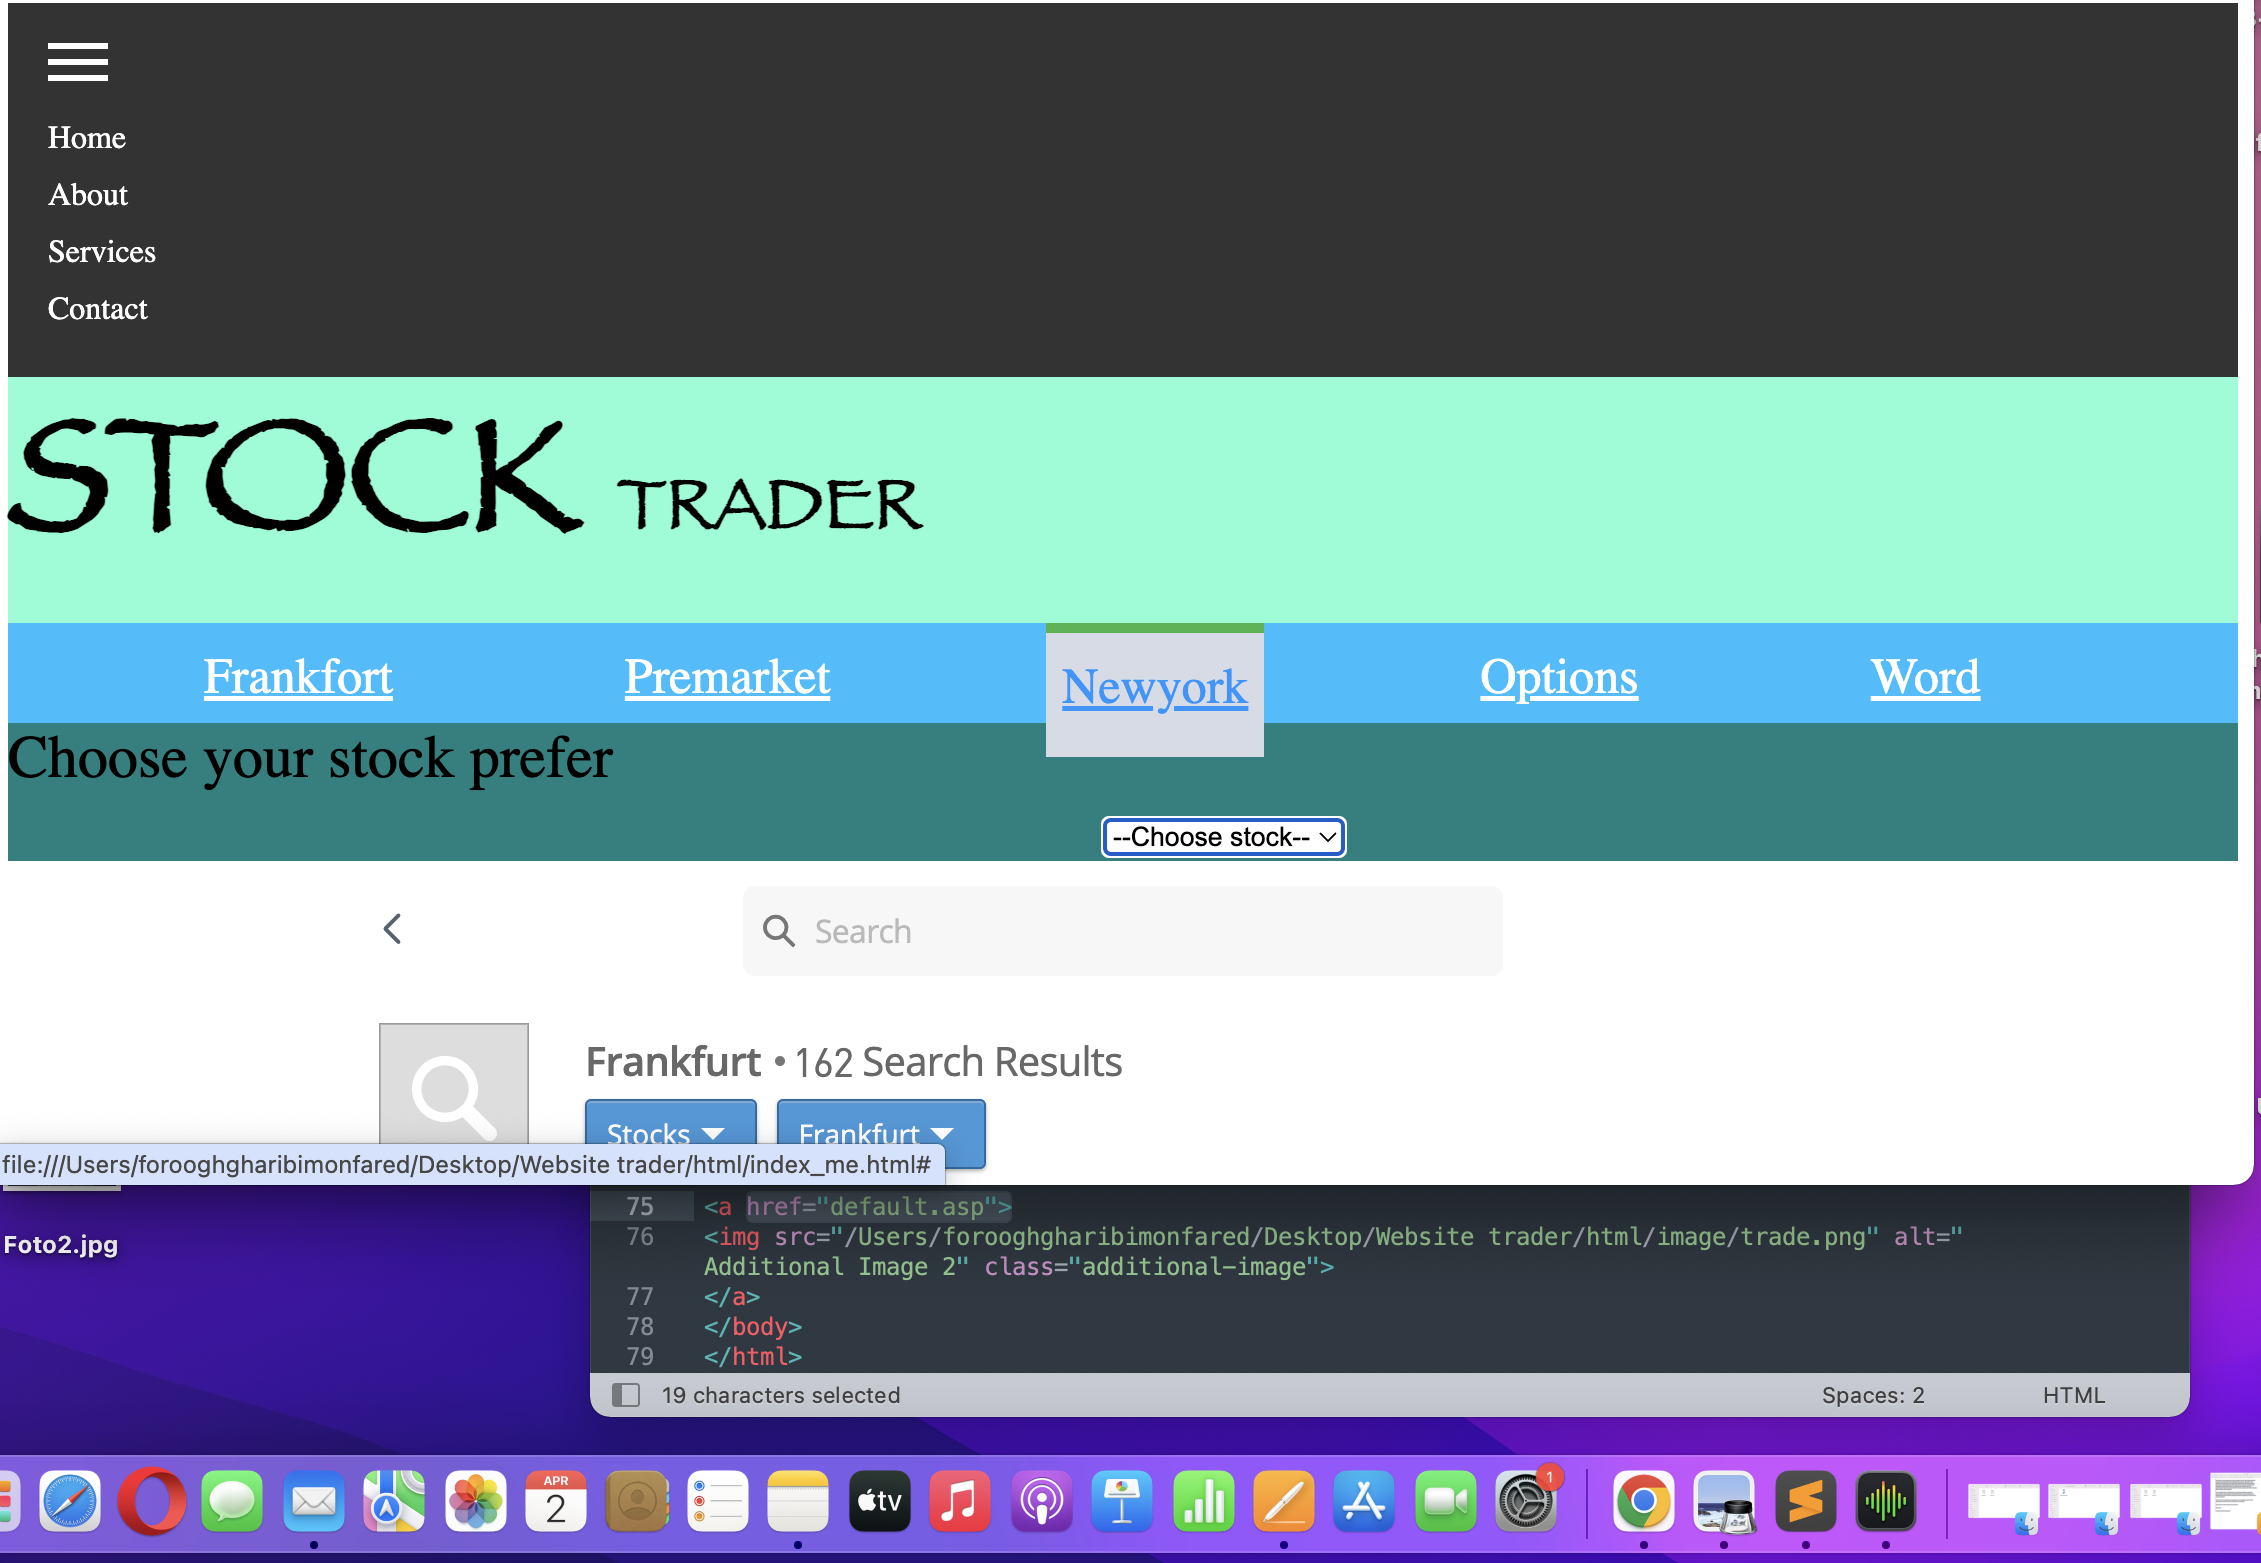 Home
About
Services
Contact
STOCK TRADER
Frankfort Premarket Newyork Options Word
Choose your stock prefer
--Choose stock--
Search
Frankfurt • 162 Search Results
Stocks Frankfurt
file:///Users/forooghgharibimonfared/Desktop/Website trader/html/index_me.html#
75 <a href="default.asp">
76 <img src="/Users/forooghgharibimonfared/Desktop/Website trader/html/image/trade.png" alt="
Additional Image 2" class="additional-image">
77 </a>
78 </body>
79 </html>
Foto2.jpg
19 characters selected Spaces: 2 HTML
APR
2
tv
1